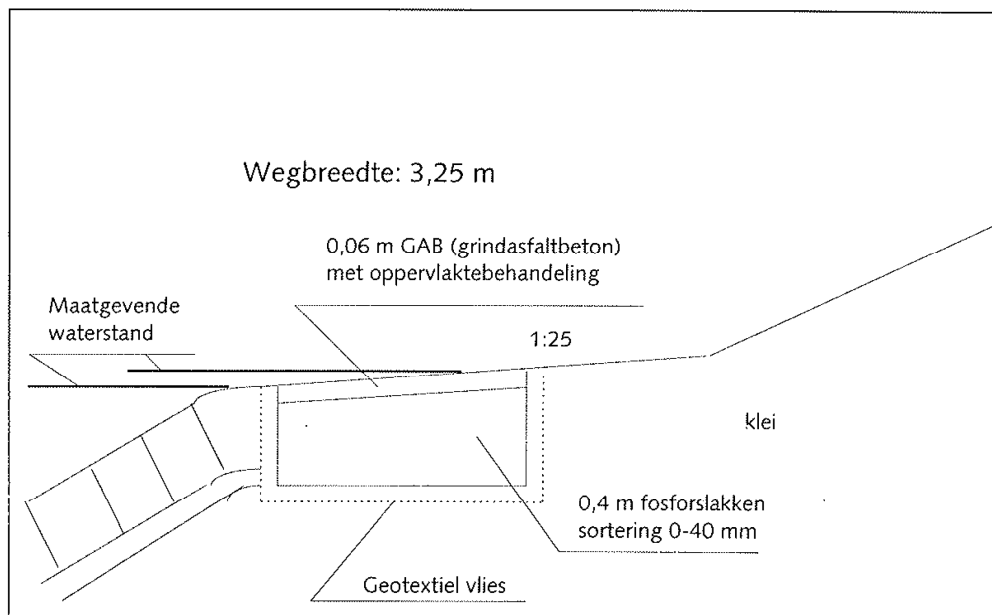 Wegbreedte: 3,25 m
0,06 m GAB (grindasfaltbeton)
met oppervlaktebehandeling
Maatgevende
waterstand
1:25
klei
0,4 m fosforslakken
sortering 0-40 mm
Geotextiel vlies